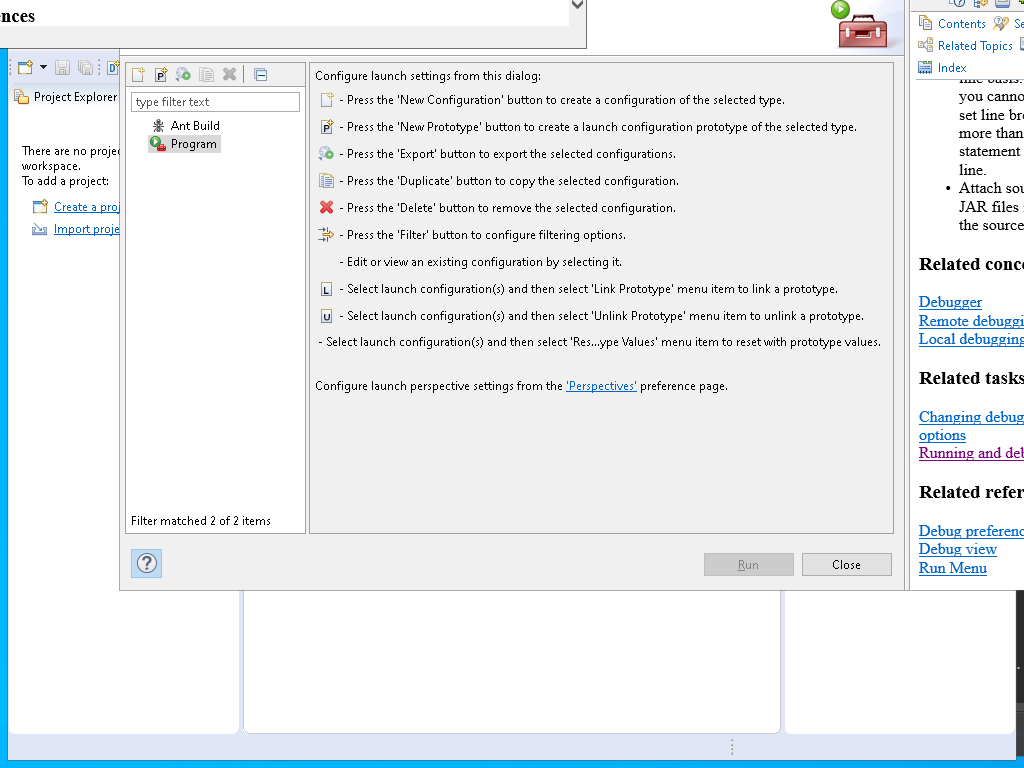 ences
Project Explorer
There are no proje
workspace.
To add a project:
Create a proj
Import proje
type filter text
Ant Build
Program
Filter matched 2 of 2 items
Configure launch settings from this dialog:
- Press the 'New Configuration' button to create a configuration of the selected type.
- Press the 'New Prototype' button to create a launch configuration prototype of the selected type.
- Press the 'Export' button to export the selected configurations.
- Press the 'Duplicate' button to copy the selected configuration.
- Press the 'Delete' button to remove the selected configuration.
- Press the 'Filter' button to configure filtering options.
- Edit or view an existing configuration by selecting it.
L - Select launch configuration(s) and then select 'Link Prototype' menu item to link a prototype.
U - Select launch configuration(s) and then select 'Unlink Prototype' menu item to unlink a prototype.
- Select launch configuration(s) and then select 'Res...ype Values' menu item to reset with prototype values.
Configure launch perspective settings from the 'Perspectives' preference page.
Run
Close
Contents Se
Related Topics
Index
line basis.
you canno
set line bre
more than
statement
line.
• Attach sou
JAR files
the source
Related conce
Debugger
Remote debuggi
Local debugging
Related tasks
Changing debug
options
Running and deb
Related refer
Debug preferenc
Debug view
Run Menu